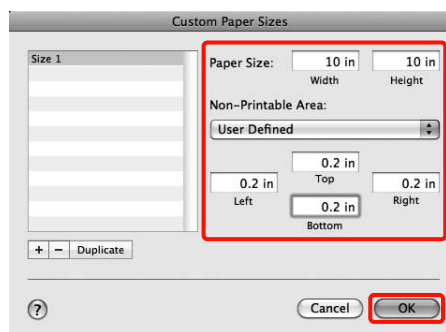 Custom Paper Sizes
Size 1
Paper Size: 10 in 10 in
Width Height
Non-Printable Area:
User Defined
0.2 in
Top
0.2 in 0.2 in
Left Right
0.2 in
Bottom
+ − Duplicate
? Cancel OK